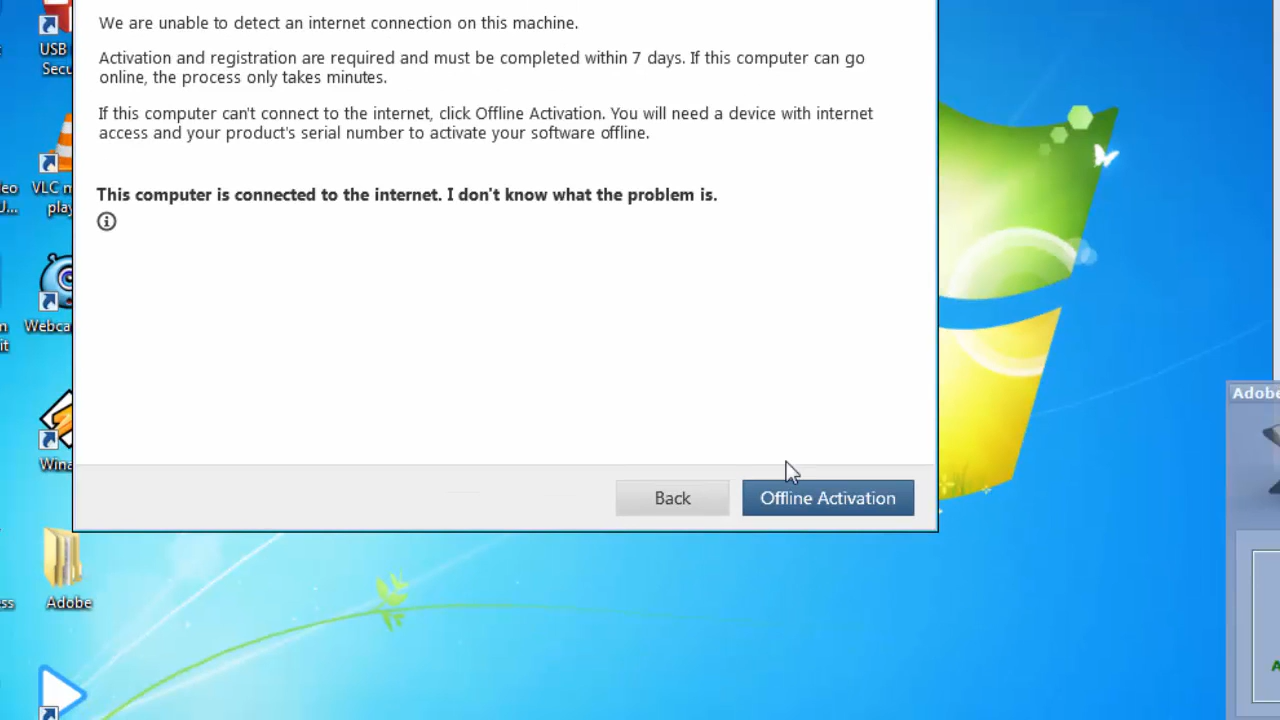 We are unable to detect an internet connection on this machine.
Activation and registration are required and must be completed within 7 days. If this computer can go
online, the process only takes minutes.
If this computer can't connect to the internet, click Offline Activation. You will need a device with internet
access and your product's serial number to activate your software offline.
This computer is connected to the internet. I don't know what the problem is.
Back
Offline Activation
USB
Secu
VLC m
play
Webca
Wina
Adobe
Adobe